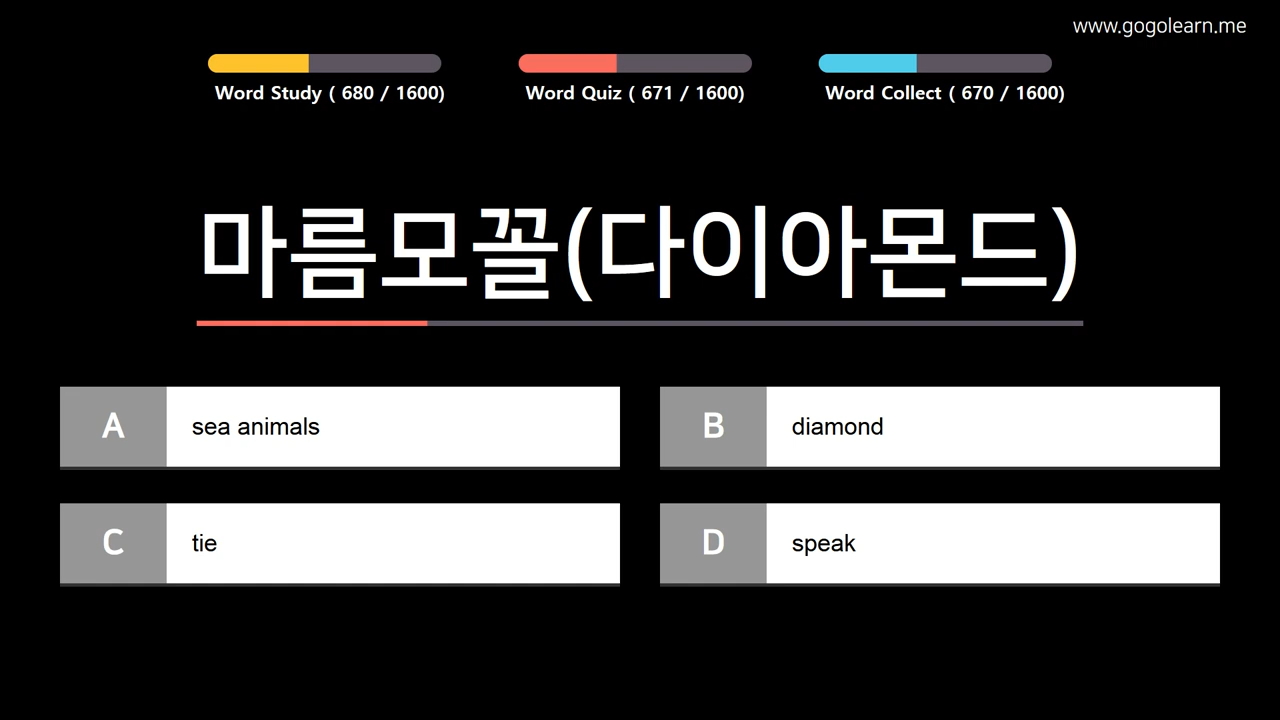 www.gogolearn.me
Word Study ( 680 / 1600)
Word Quiz ( 671 / 1600)
Word Collect ( 670 / 1600)
마름모꼴(다이아몬드)
A sea animals
B diamond
C tie
D speak